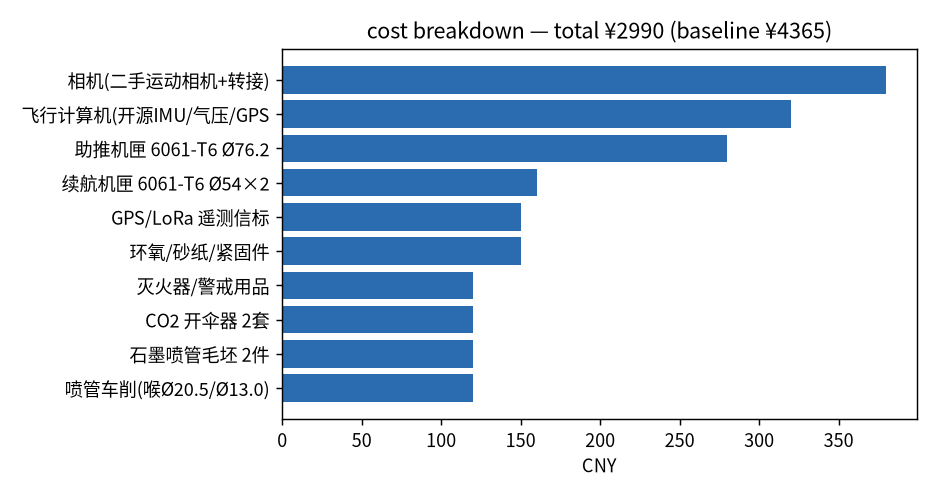 cost breakdown — total ¥2990 (baseline ¥4365)
相机(二手运动相机+转接)
飞行计算机(开源IMU/气压/GPS
助推机匣 6061-T6 Ø76.2
续航机匣 6061-T6 Ø54×2
GPS/LoRa 遥测信标
环氧/砂纸/紧固件
灭火器/警戒用品
CO2 开伞器 2套
石墨喷管毛坯 2件
喷管车削(喉Ø20.5/Ø13.0)
0 50 100 150 200 250 300 350
CNY